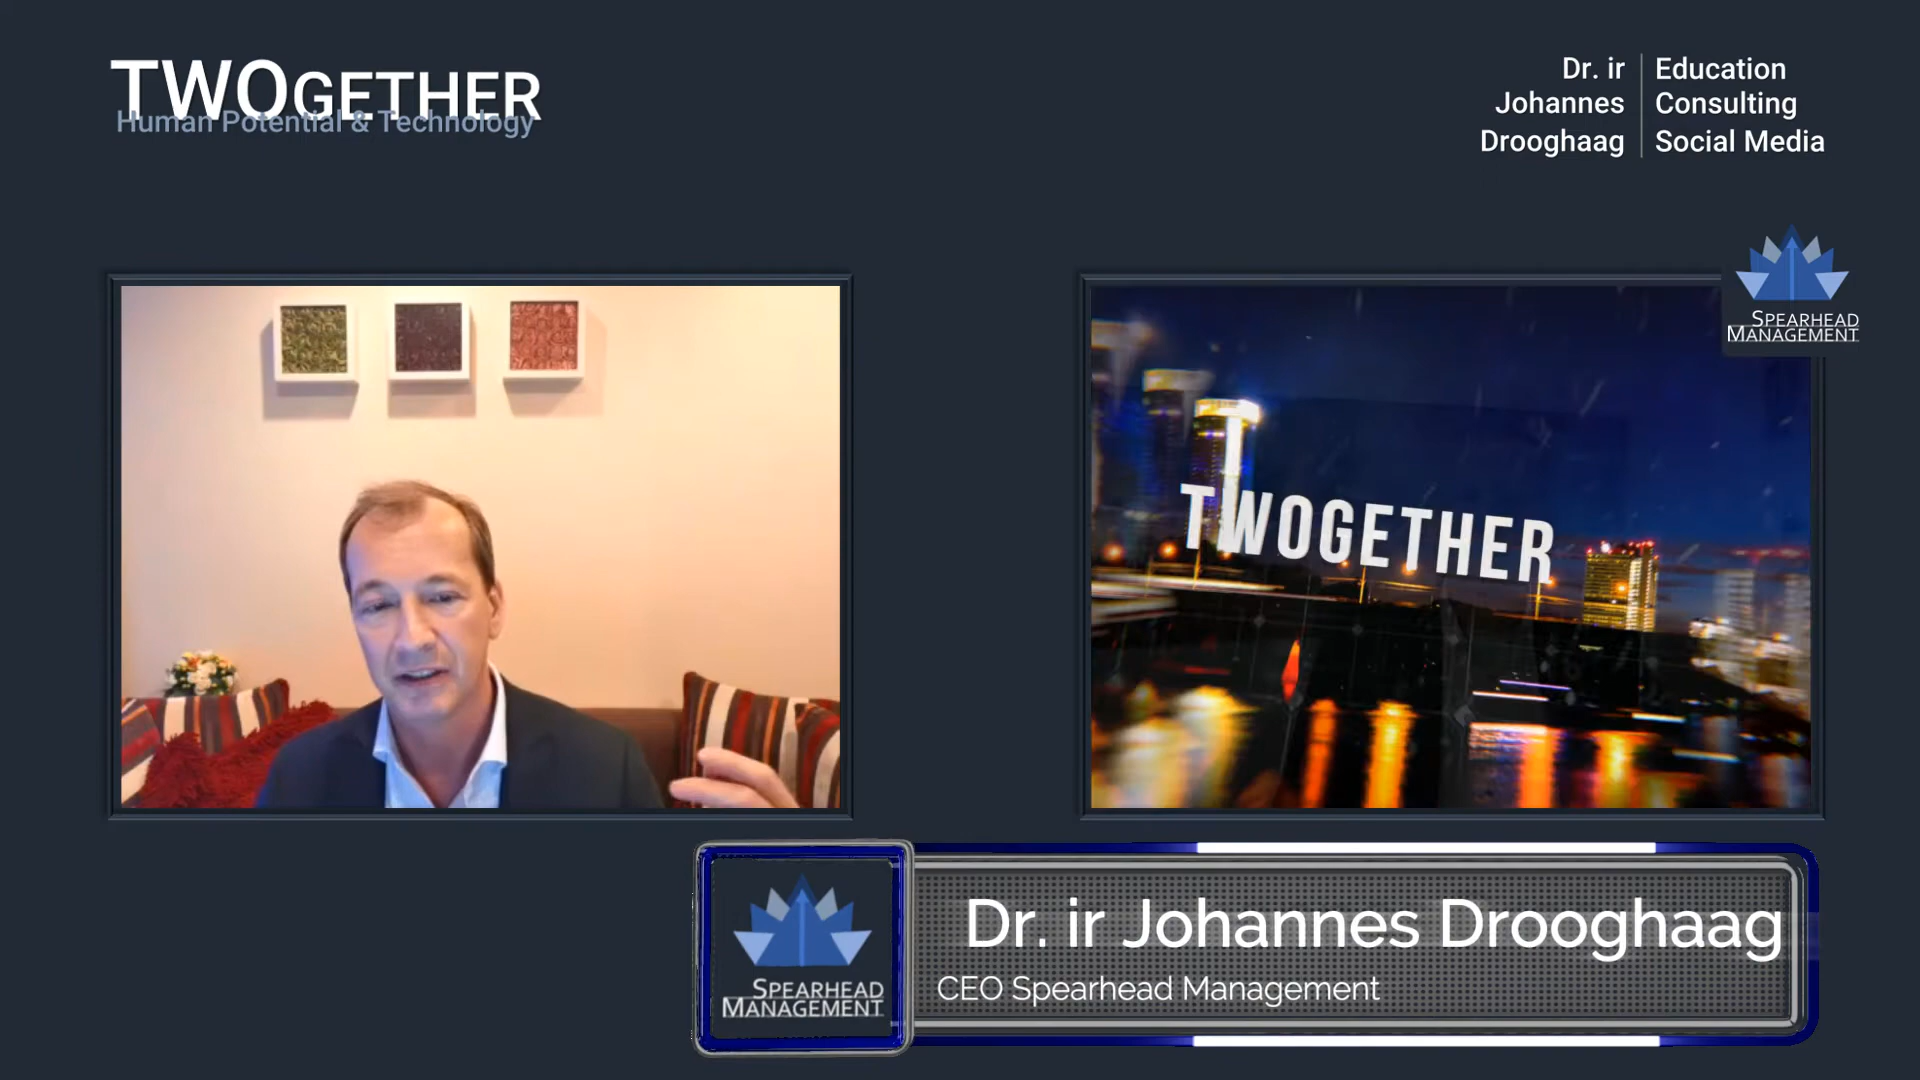 TWOGETHER
Human Potential & Technology
Dr. ir
Johannes
Drooghaag
Education
Consulting
Social Media
SPEARHEAD
MANAGEMENT
TWOGETHER
SPEARHEAD
MANAGEMENT
Dr. ir Johannes Drooghaag
CEO Spearhead Management